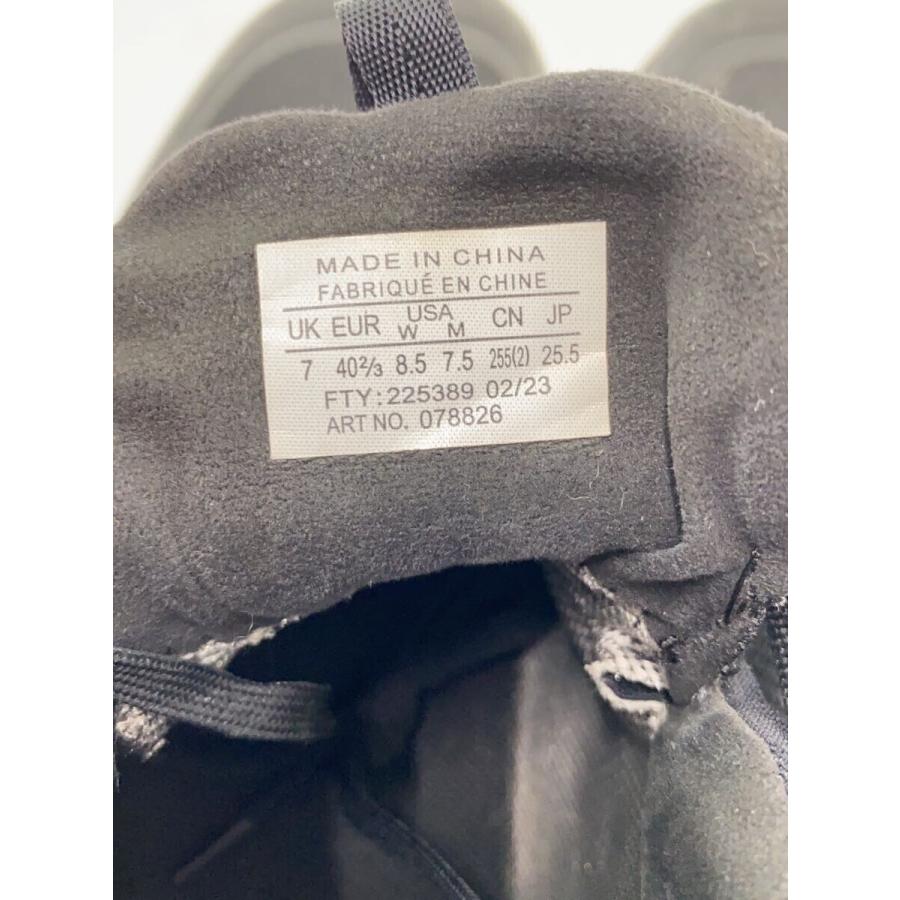 MADE IN CHINA
FABRIQUÉ EN CHINE
UK EUR USA W M CN JP
7 40⅔ 8.5 7.5 255(2) 25.5
FTY: 225389 02/23
ART NO. 078826